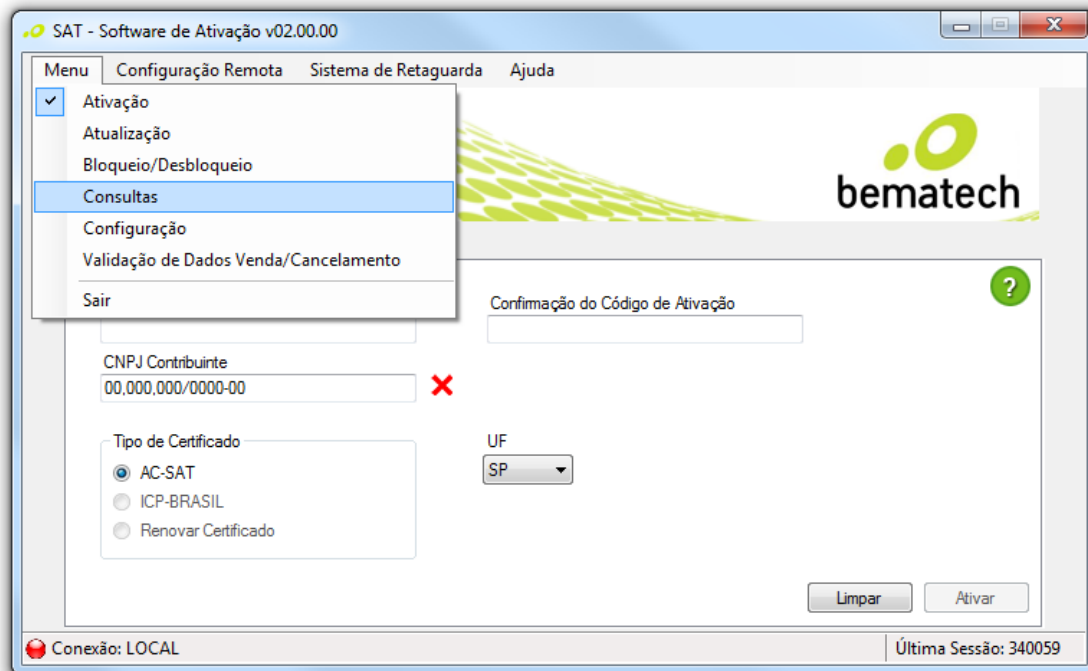 SAT - Software de Ativação v02.00.00
Menu Configuração Remota Sistema de Retaguarda Ajuda
Ativação
Atualização
Bloqueio/Desbloqueio
Consultas
Configuração
Validação de Dados Venda/Cancelamento
Sair
bematech
?
Confirmação do Código de Ativação
CNPJ Contribuinte
00,000,000/0000-00
Tipo de Certificado
AC-SAT
ICP-BRASIL
Renovar Certificado
UF
SP
Limpar Ativar
Conexão: LOCAL Última Sessão: 340059